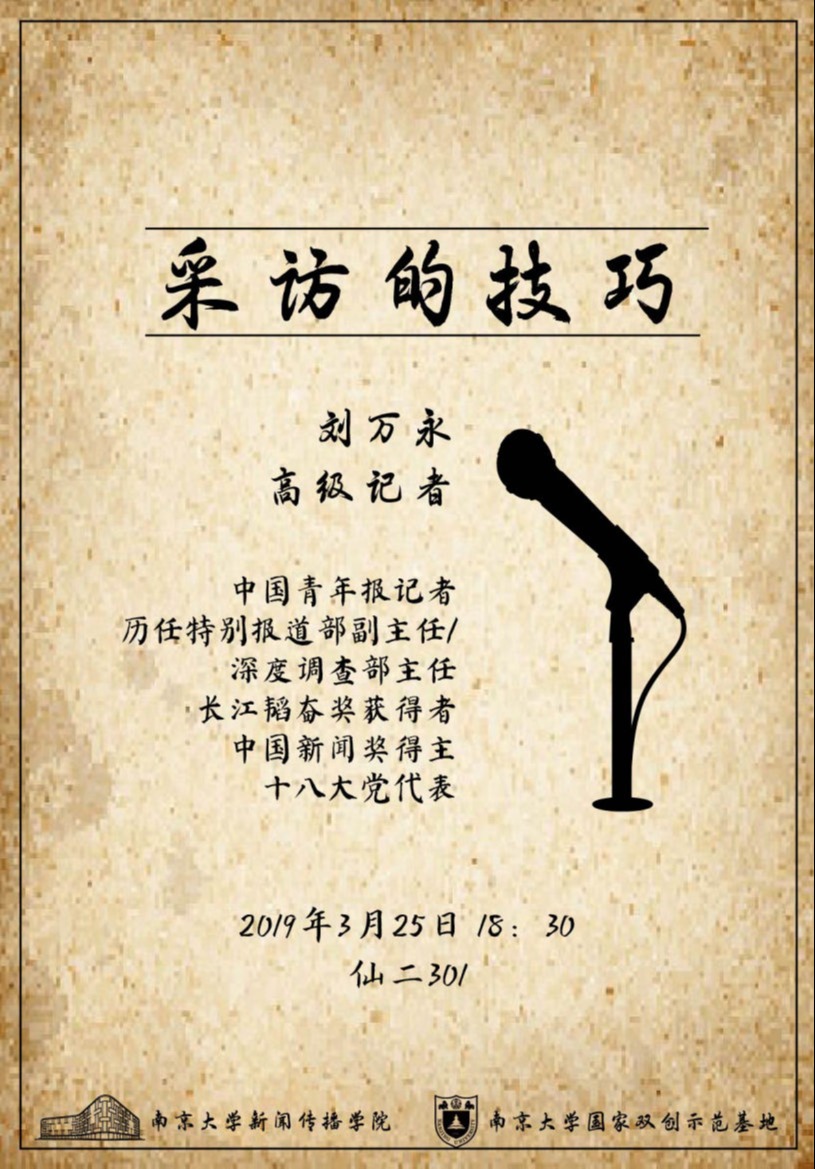 采访的技巧
刘万永
高级记者
中国青年报记者
历任特别报道部副主任/
深度调查部主任
长江韬奋奖获得者
中国新闻奖得主
十八大党代表
2019年3月25日 18：30
仙二301
南京大学新闻传播学院
南京大学国家双创示范基地